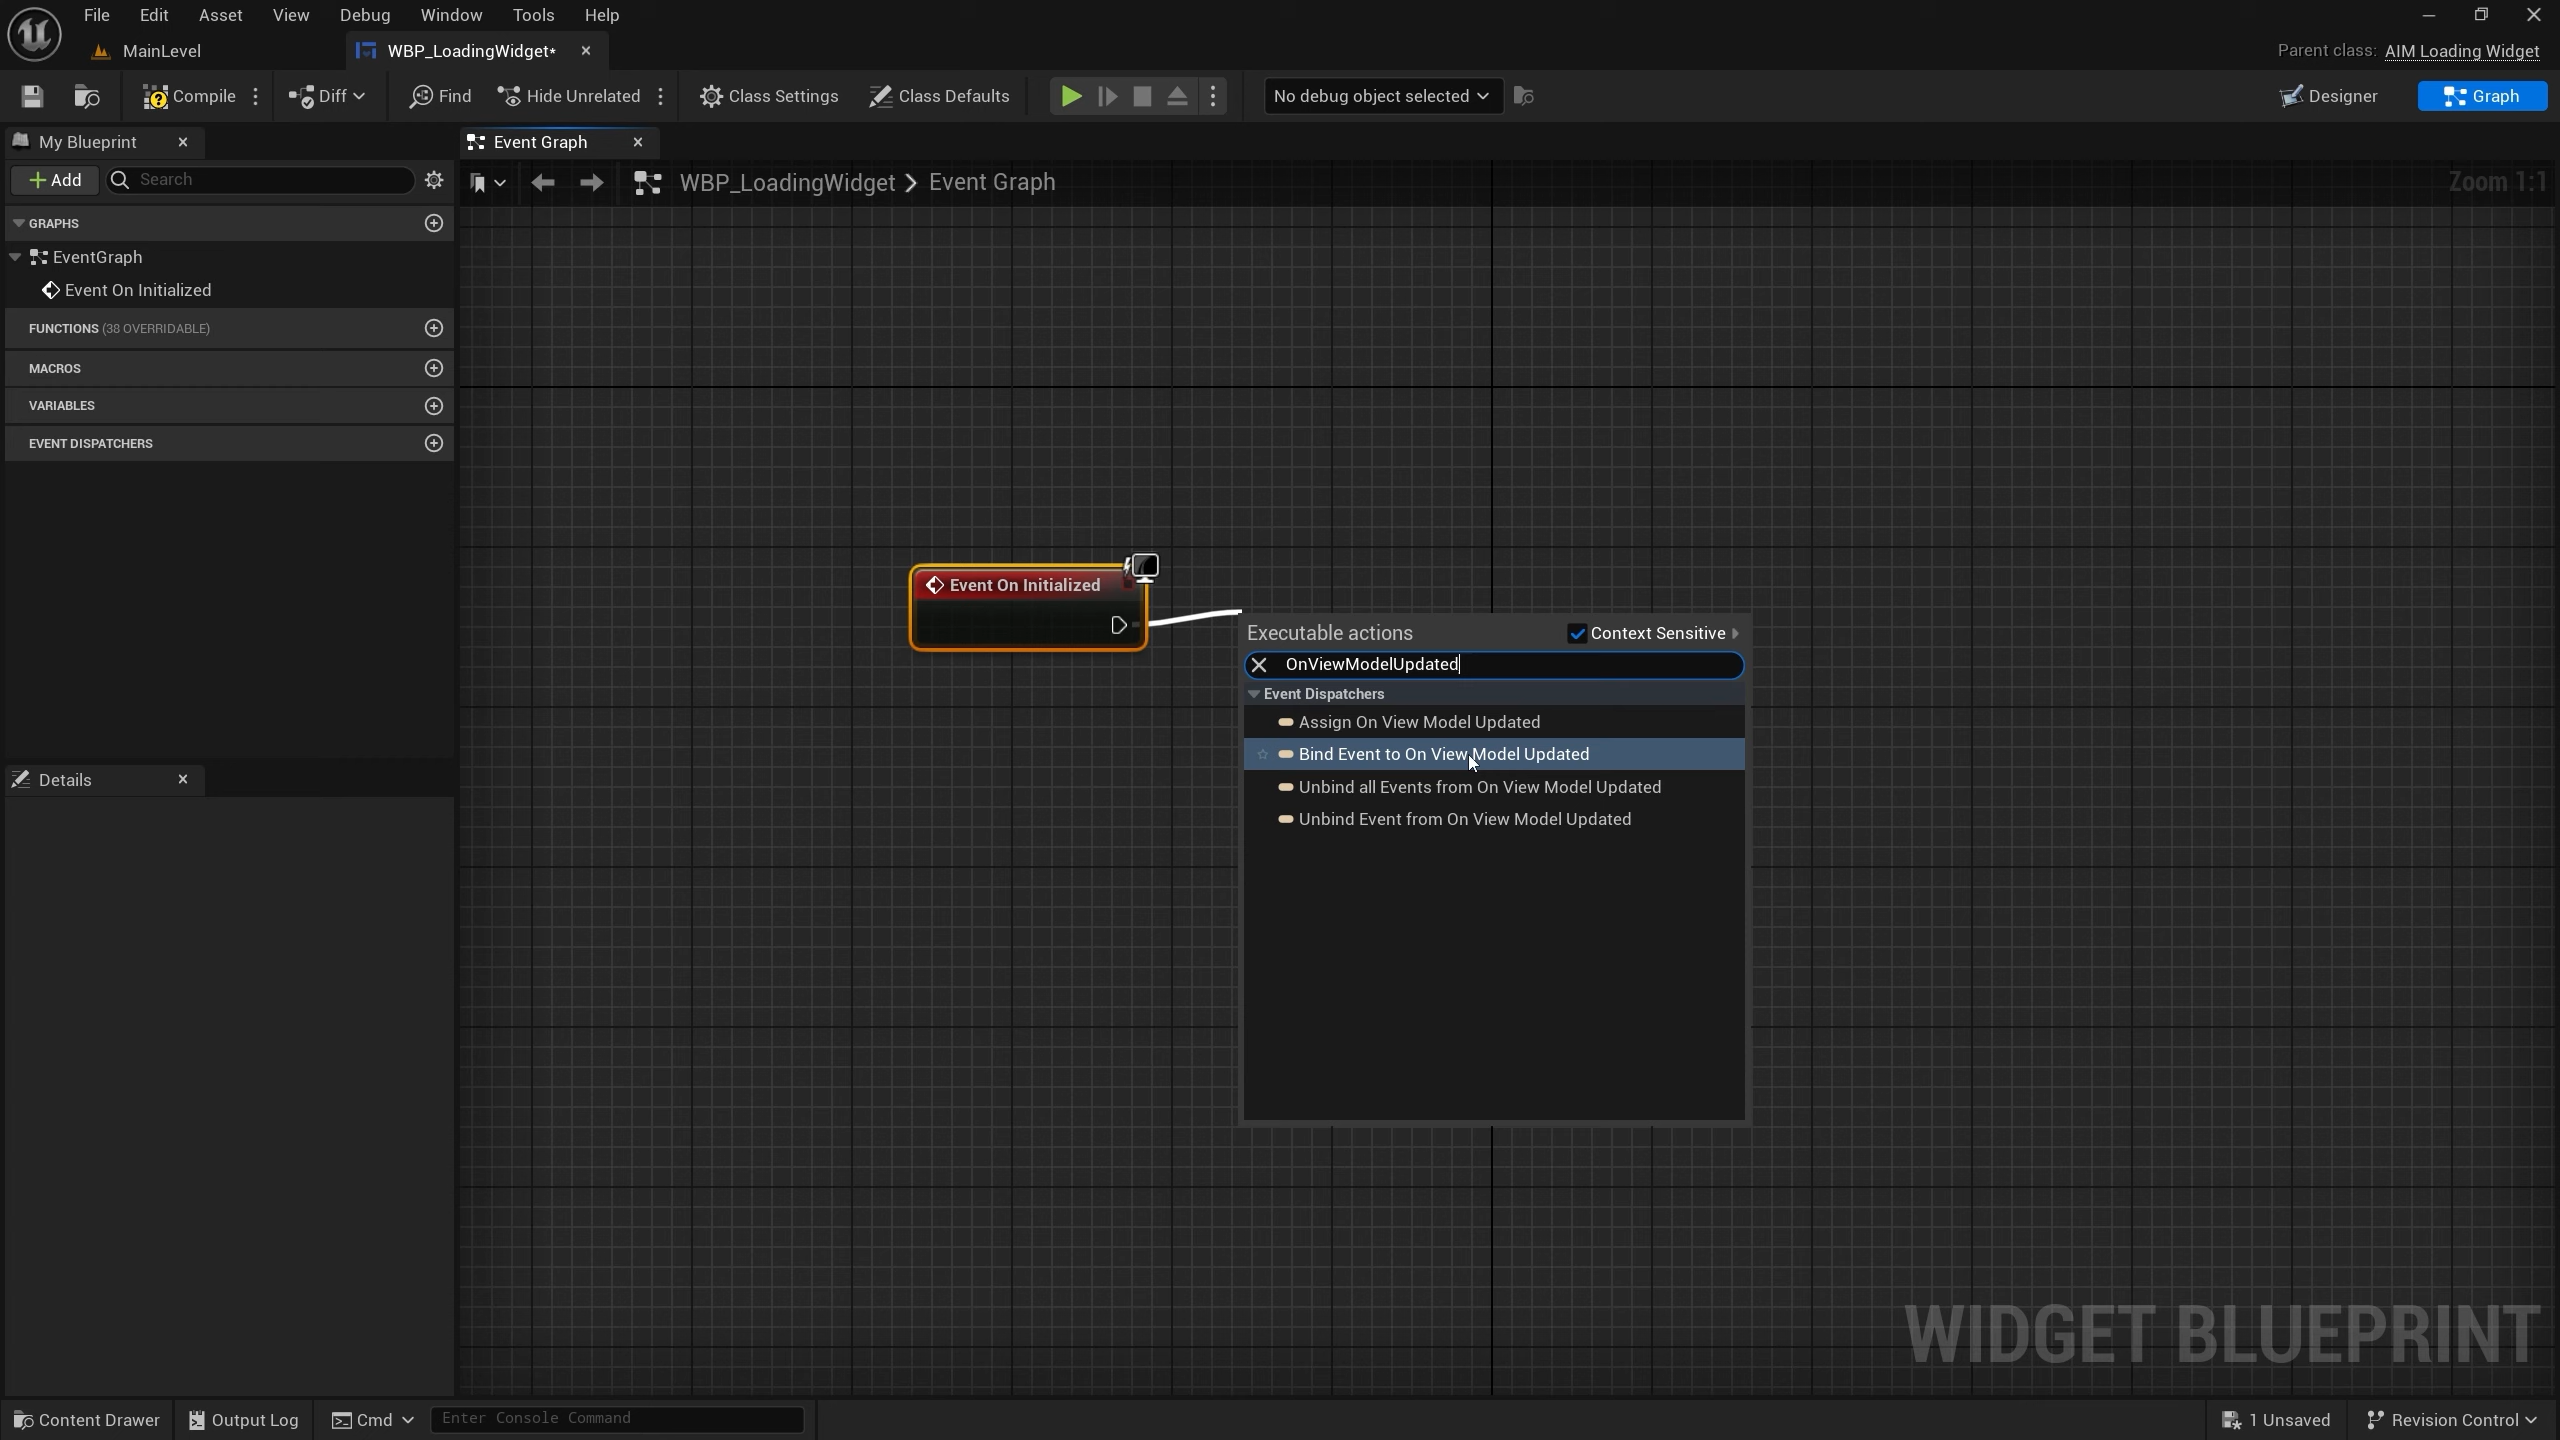 File Edit Asset View Debug Window Tools Help
MainLevel
WBP_LoadingWidget*
Parent class: AIM Loading Widget
Compile Diff Find Hide Unrelated Class Settings Class Defaults No debug object selected Designer Graph
My Blueprint
Event Graph
Add
Search
WBP_LoadingWidget Event Graph
Zoom 1:1
GRAPHS
EventGraph
Event On Initialized
FUNCTIONS (38 OVERRIDABLE)
MACROS
VARIABLES
EVENT DISPATCHERS
Details
Event On Initialized
Executable actions
Context Sensitive
OnViewModelUpdated
Event Dispatchers
Assign On View Model Updated
Bind Event to On View Model Updated
Unbind all Events from On View Model Updated
Unbind Event from On View Model Updated
WIDGET BLUEPRINT
Content Drawer Output Log Cmd Enter Console Command 1 Unsaved Revision Control